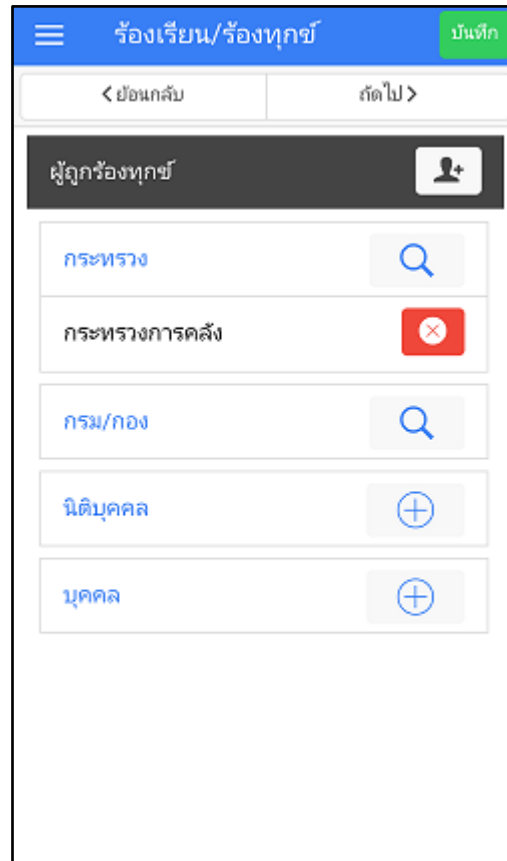 ร้องเรียน/ร้องทุกข์ บันทึก
ย้อนกลับ ถัดไป
ผู้ถูกร้องทุกข์
กระทรวง
กระทรวงการคลัง
กรม/กอง
นิติบุคคล
บุคคล